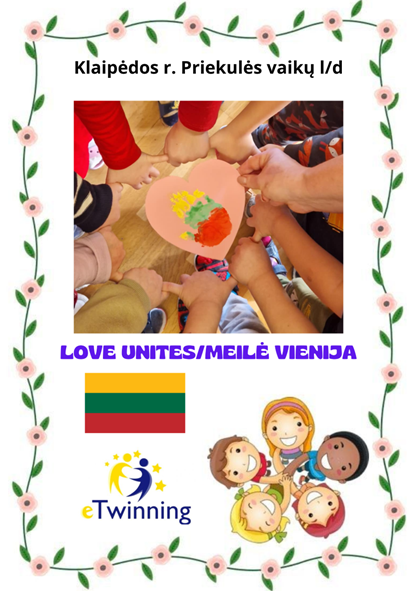 Klaipėdos r. Priekulės vaikų l/d
LOVE UNITES/MEILĖ VIENIJA
eTwinning